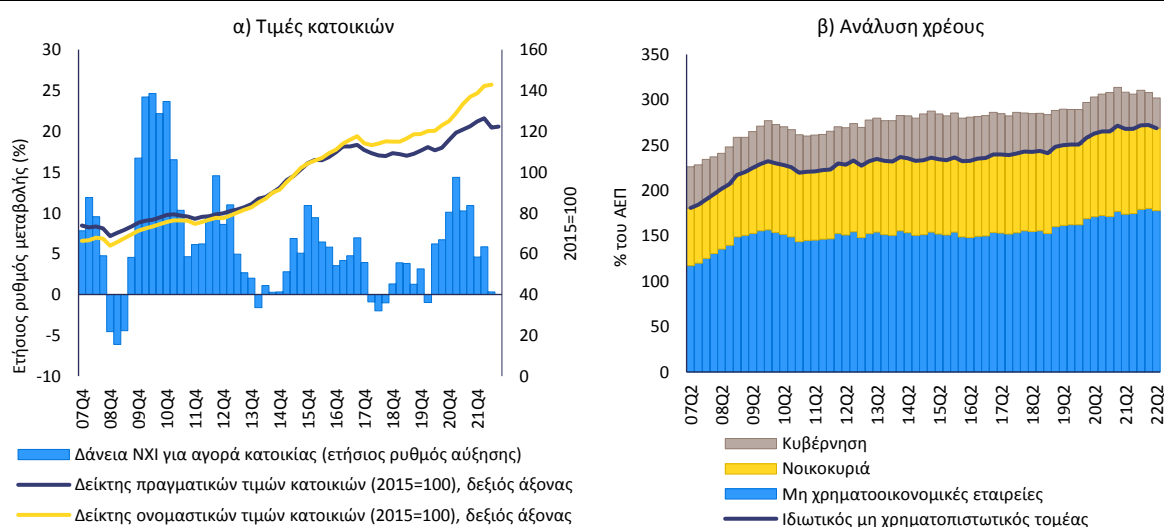 α) Τιμές κατοικιών
Ετήσιος ρυθμός μεταβολής (%)
30
25
20
15
10
5
0
-5
-10
160
140
120
100
80
60
40
20
0
2015=100
07Q4
08Q4
09Q4
10Q4
11Q4
12Q4
13Q4
14Q4
15Q4
16Q4
17Q4
18Q4
19Q4
20Q4
21Q4
Δάνεια ΝΧΙ για αγορά κατοικίας (ετήσιος ρυθμός αύξησης)
Δείκτης πραγματικών τιμών κατοικιών (2015=100), δεξιός άξονας
Δείκτης ονομαστικών τιμών κατοικιών (2015=100), δεξιός άξονας
β) Ανάλυση χρέους
% του ΑΕΠ
350
300
250
200
150
100
50
0
07Q2
08Q2
09Q2
10Q2
11Q2
12Q2
13Q2
14Q2
15Q2
16Q2
17Q2
18Q2
19Q2
20Q2
21Q2
22Q2
Κυβέρνηση
Νοικοκυριά
Μη χρηματοοικονομικές εταιρείες
Ιδιωτικός μη χρηματοπιστωτικός τομέας